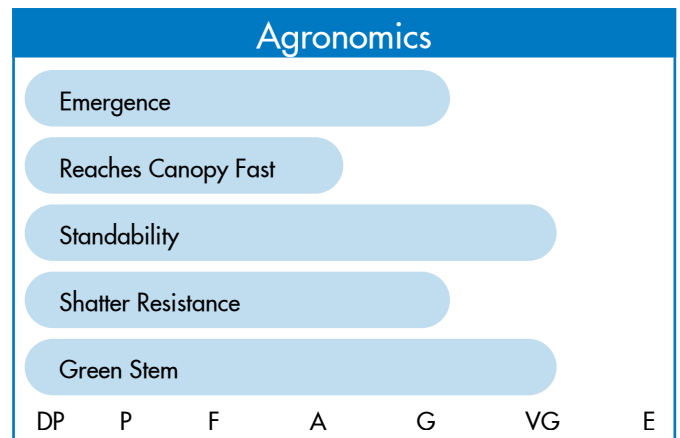 Agronomics
Emergence
Reaches Canopy Fast
Standability
Shatter Resistance
Green Stem
DP P F A G VG E